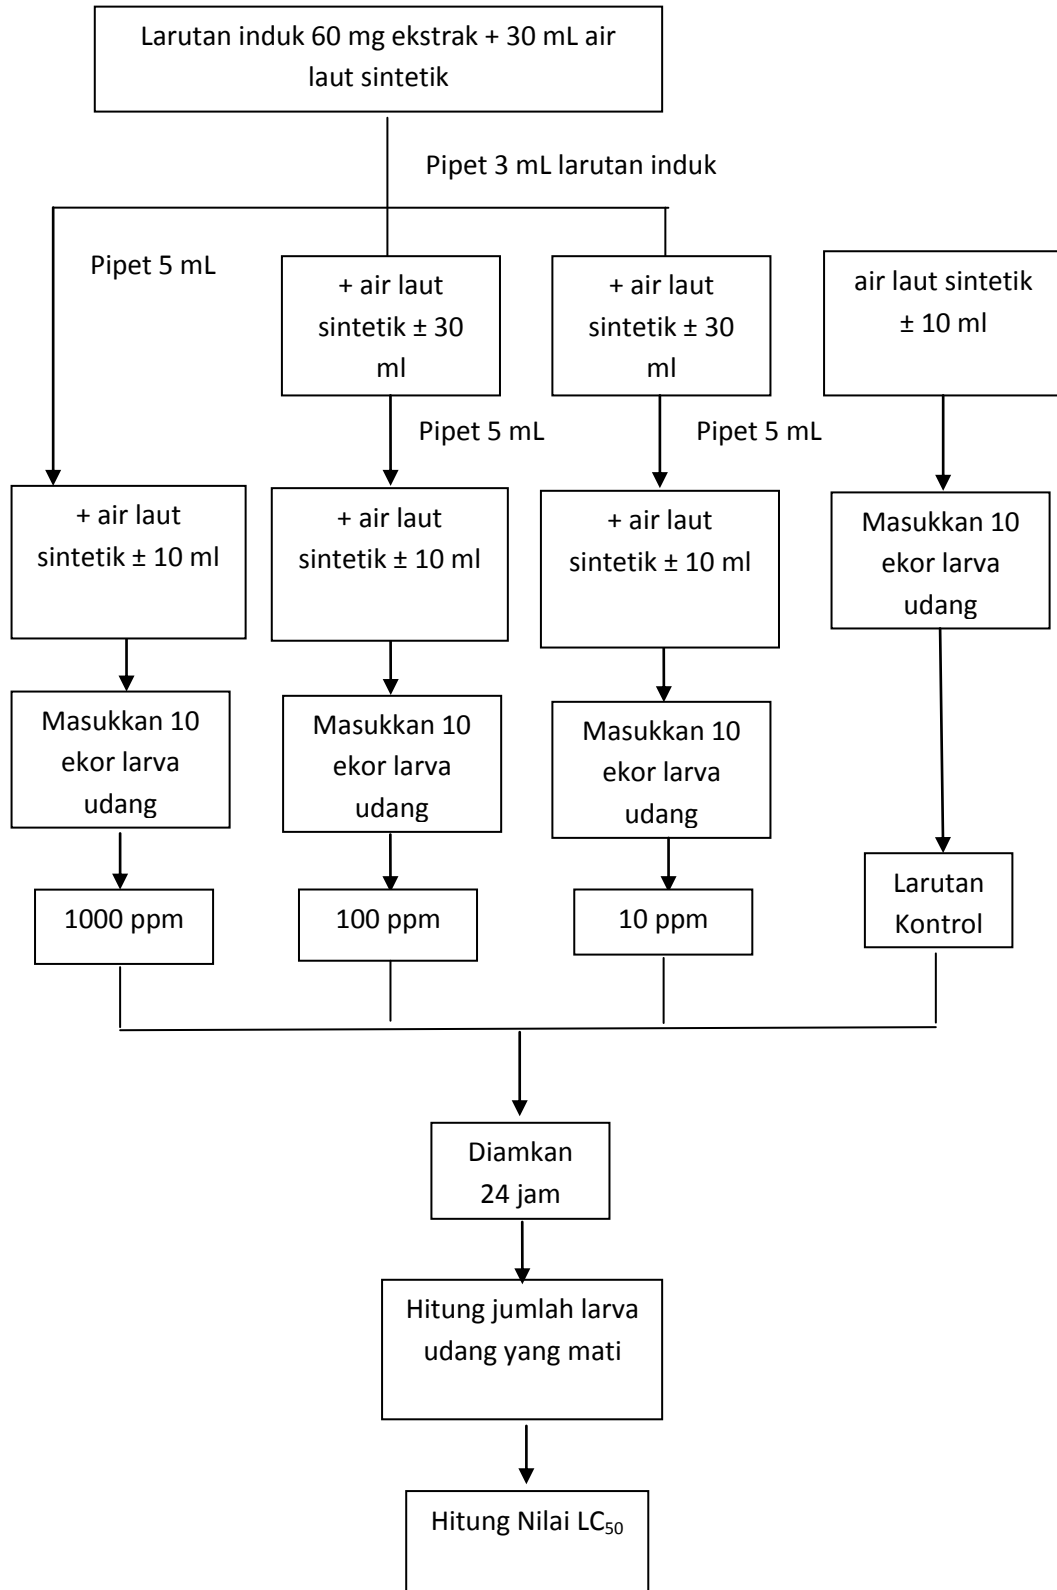 Larutan induk 60 mg ekstrak + 30 mL air
laut sintetik
Pipet 3 mL larutan induk
Pipet 5 mL
+ air laut
sintetik ± 30
ml
+ air laut
sintetik ± 30
ml
air laut sintetik
± 10 ml
Pipet 5 mL
Pipet 5 mL
+ air laut
sintetik ± 10 ml
+ air laut
sintetik ± 10 ml
+ air laut
sintetik ± 10 ml
Masukkan 10
ekor larva
udang
Masukkan 10
ekor larva
udang
Masukkan 10
ekor larva
udang
Masukkan 10
ekor larva
udang
1000 ppm
100 ppm
10 ppm
Larutan
Kontrol
Diamkan
24 jam
Hitung jumlah larva
udang yang mati
Hitung Nilai LC₅₀